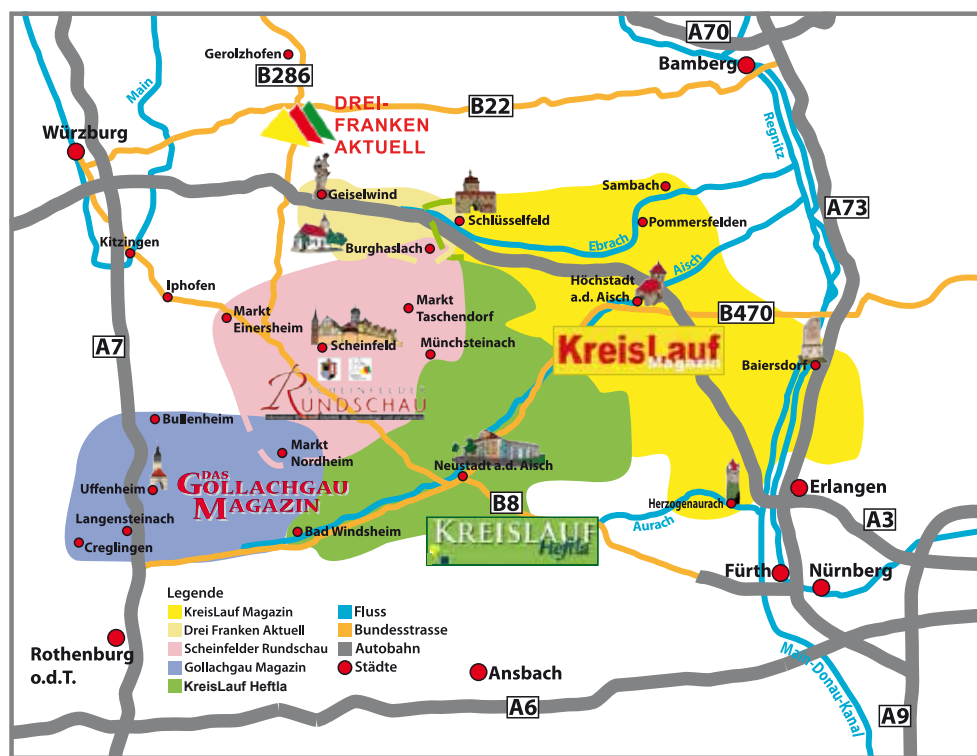 A70
Gerolzhofen
Bamberg
B286
Main
B22
DREI-
FRANKEN
AKTUELL
Regnitz
Würzburg
Geiselwind
Sambach
Schlüsselfeld
Pommersfelden
A73
Kitzingen
Burghaslach
Ebrach
Aisch
Iphofen
Höchstadt
a.d. Aisch
Markt
Einersheim
Markt
Taschendorf
B470
A7
Scheinfeld
Münchsteinach
KreisLauf
Magazin
Baiersdorf
SCHEINFELDER
RUNDSCHAU
Bullenheim
Markt
Nordheim
Neustadt a.d. Aisch
Uffenheim
DAS
GOLLACHGAU
MAGAZIN
Erlangen
B8
Herzogenaurach
Langensteinach
Creglingen
Bad Windsheim
KREISLAUF
Heftla
Aurach
A3
Fürth
Nürnberg
Legende
KreisLauf Magazin
Drei Franken Aktuell
Scheinfelder Rundschau
Gollachgau Magazin
KreisLauf Heftla
Fluss
Bundesstrasse
Autobahn
Städte
Rothenburg
o.d.T.
Ansbach
Main-Donau-Kanal
A6
A9